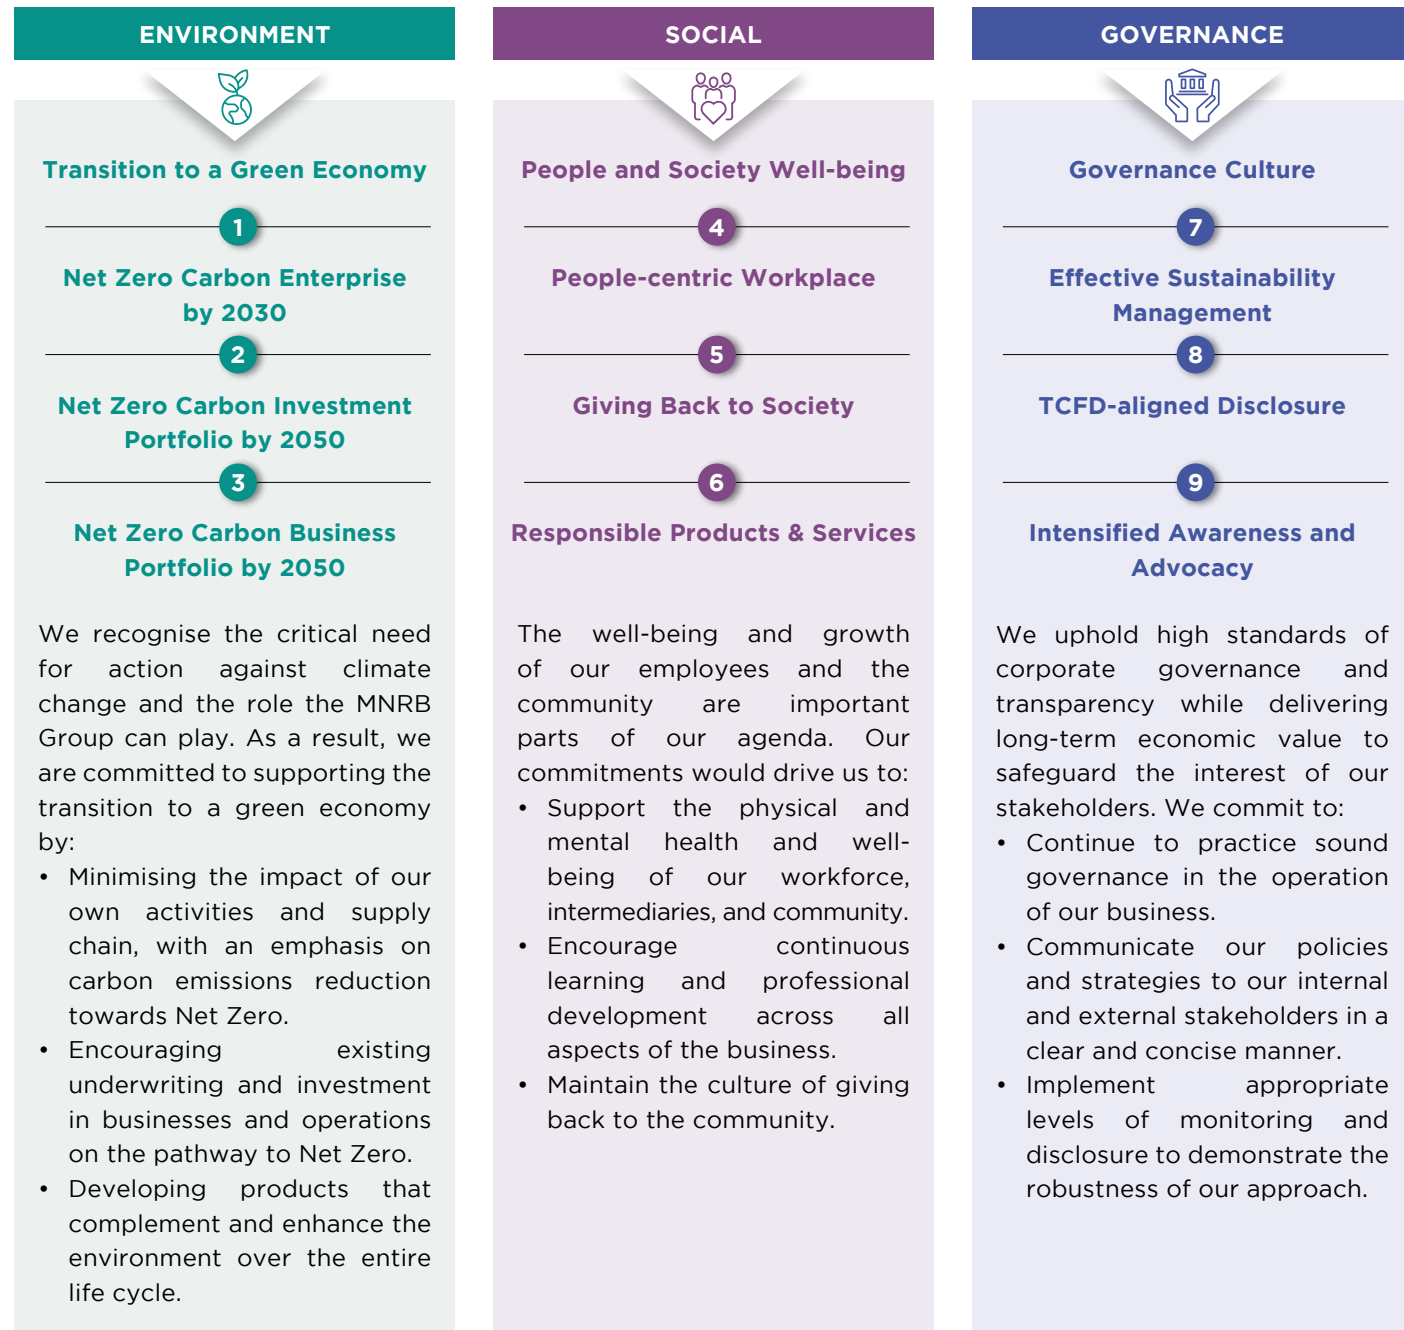 ENVIRONMENT
Transition to a Green Economy
1
Net Zero Carbon Enterprise
by 2030
2
Net Zero Carbon Investment
Portfolio by 2050
3
Net Zero Carbon Business
Portfolio by 2050
We recognise the critical need
for action against climate
change and the role the MNRB
Group can play. As a result, we
are committed to supporting the
transition to a green economy
by:
• Minimising the impact of our
own activities and supply
chain, with an emphasis on
carbon emissions reduction
towards Net Zero.
• Encouraging existing
underwriting and investment
in businesses and operations
on the pathway to Net Zero.
• Developing products that
complement and enhance the
environment over the entire
life cycle.
SOCIAL
People and Society Well-being
4
People-centric Workplace
5
Giving Back to Society
6
Responsible Products & Services
The well-being and growth
of our employees and the
community are important
parts of our agenda. Our
commitments would drive us to:
• Support the physical and
mental health and well-
being of our workforce,
intermediaries, and community.
• Encourage continuous
learning and professional
development across all
aspects of the business.
• Maintain the culture of giving
back to the community.
GOVERNANCE
Governance Culture
7
Effective Sustainability
Management
8
TCFD-aligned Disclosure
9
Intensified Awareness and
Advocacy
We uphold high standards of
corporate governance and
transparency while delivering
long-term economic value to
safeguard the interest of our
stakeholders. We commit to:
• Continue to practice sound
governance in the operation
of our business.
• Communicate our policies
and strategies to our internal
and external stakeholders in a
clear and concise manner.
• Implement appropriate
levels of monitoring and
disclosure to demonstrate the
robustness of our approach.